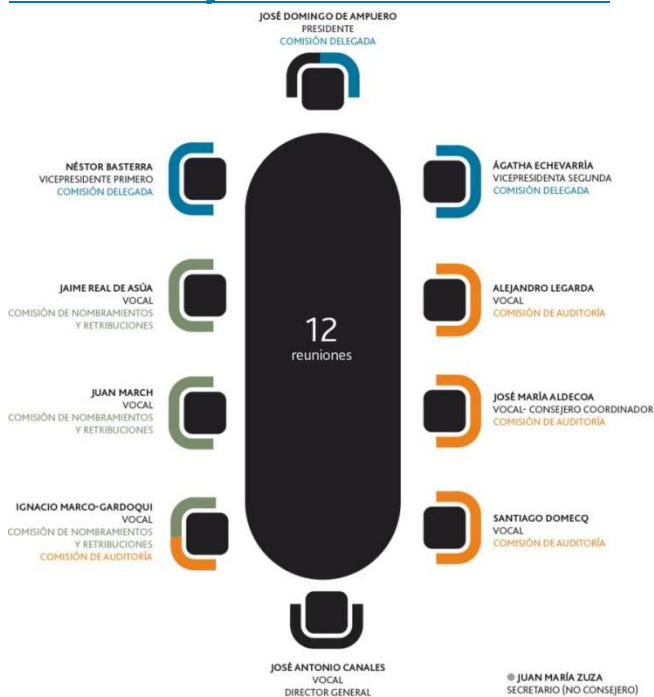 JOSÉ DOMINGO DE AMPUERO
PRESIDENTE
COMISIÓN DELEGADA
NÉSTOR BASTERRA
VICEPRESIDENTE PRIMERO
COMISIÓN DELEGADA
ÁGATHA ECHEVARRÍA
VICEPRESIDENTA SEGUNDA
COMISIÓN DELEGADA
JAIME REAL DE ASÚA
VOCAL
COMISIÓN DE NOMBRAMIENTOS
Y RETRIBUCIONES
ALEJANDRO LEGARDA
VOCAL
COMISIÓN DE AUDITORÍA
12
reuniones
JUAN MARCH
VOCAL
COMISIÓN DE NOMBRAMIENTOS
Y RETRIBUCIONES
JOSÉ MARÍA ALDECOA
VOCAL- CONSEJERO COORDINADOR
COMISIÓN DE AUDITORÍA
IGNACIO MARCO-GARDOQUI
VOCAL
COMISIÓN DE NOMBRAMIENTOS
Y RETRIBUCIONES
COMISIÓN DE AUDITORÍA
SANTIAGO DOMECQ
VOCAL
COMISIÓN DE AUDITORÍA
JOSÉ ANTONIO CANALES
VOCAL
DIRECTOR GENERAL
JUAN MARÍA ZUZA
SECRETARIO (NO CONSEJERO)